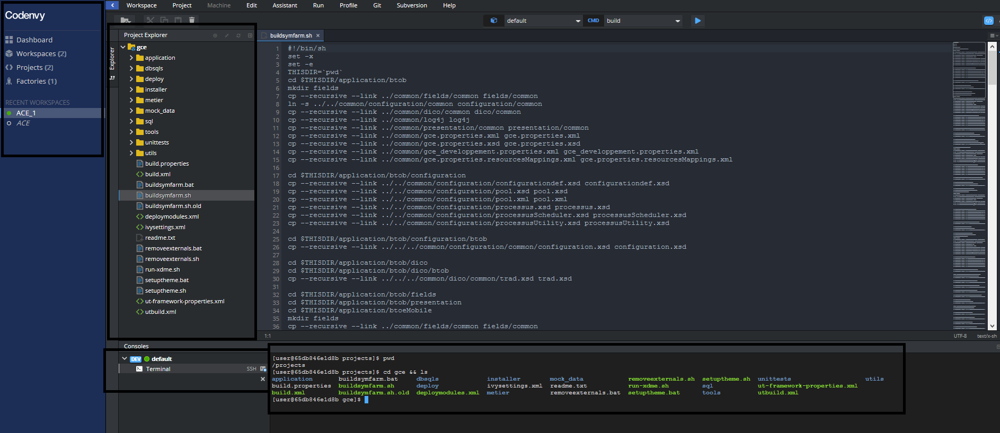 Codenvy
Dashboard
Workspaces (2)
Projects (2)
Factories (1)
RECENT WORKSPACES
ACE_1
ACE
Workspace Project Machine Edit Assistant Run Profile Git Subversion Help
default CMD build
Explorer
Project Explorer
gce
application
dbsqls
deploy
installer
metier
mock_data
sql
tools
unittests
utils
build.properties
build.xml
buildsymfarm.bat
buildsymfarm.sh
buildsymfarm.sh.old
deploymodules.xml
ivysettings.xml
readme.txt
removeexternals.bat
removeexternals.sh
run-xdme.sh
setuptheme.bat
setuptheme.sh
ut-framework-properties.xml
utbuild.xml
buildsymfarm.sh ×
1 #!/bin/sh
2 set -x
3 set -e
4 THISDIR=`pwd`
5 cd $THISDIR/application/btob
6 mkdir fields
7 cp --recursive --link ../common/fields/common fields/common
8 ln -s ../../common/configuration/common configuration/common
9 cp --recursive --link ../common/dico/common dico/common
10 cp --recursive --link ../common/log4j log4j
11 cp --recursive --link ../common/presentation/common presentation/common
12 cp --recursive --link ../common/gce.properties.xml gce.properties.xml
13 cp --recursive --link ../common/gce.properties.xsd gce.properties.xsd
14 cp --recursive --link ../common/gce_developpement.properties.xml gce_developpement.properties.xml
15 cp --recursive --link ../common/gce.properties.resourcesMappings.xml gce.properties.resourcesMappings.xml
16
17 cd $THISDIR/application/btob/configuration
18 cp --recursive --link ../../common/configuration/configurationdef.xsd configurationdef.xsd
19 cp --recursive --link ../../common/configuration/pool.xsd pool.xsd
20 cp --recursive --link ../../common/configuration/pool.xml pool.xml
21 cp --recursive --link ../../common/configuration/processus.xsd processus.xsd
22 cp --recursive --link ../../common/configuration/processusScheduler.xsd processusScheduler.xsd
23 cp --recursive --link ../../common/configuration/processusUtility.xsd processusUtility.xsd
24
25 cd $THISDIR/application/btob/configuration/btob
26 cp --recursive --link ../../../common/configuration/common/configuration.xsd configuration.xsd
27
28 cd $THISDIR/application/btob/dico
29 cd $THISDIR/application/btob/dico/btob
30 cp --recursive --link ../../../common/dico/common/trad.xsd trad.xsd
31
32 cd $THISDIR/application/btob/fields
33 cd $THISDIR/application/btob/presentation
34 cd $THISDIR/application/btoeMobile
35 mkdir fields
36 cp --recursive --link ../common/fields/common fields/common
1:1 UTF-8 text/x-sh
Consoles
DEV default
Terminal SSH
[user@65db846e1d8b projects]$ pwd
/projects
[user@65db846e1d8b projects]$ cd gce && ls
application buildsymfarm.bat dbsqls installer mock_data removeexternals.sh setuptheme.sh unittests utils
build.properties buildsymfarm.sh deploy ivysettings.xml readme.txt run-xdme.sh sql ut-framework-properties.xml
build.xml buildsymfarm.sh.old deploymodules.xml metier removeexternals.bat setuptheme.bat tools utbuild.xml
[user@65db846e1d8b gce]$